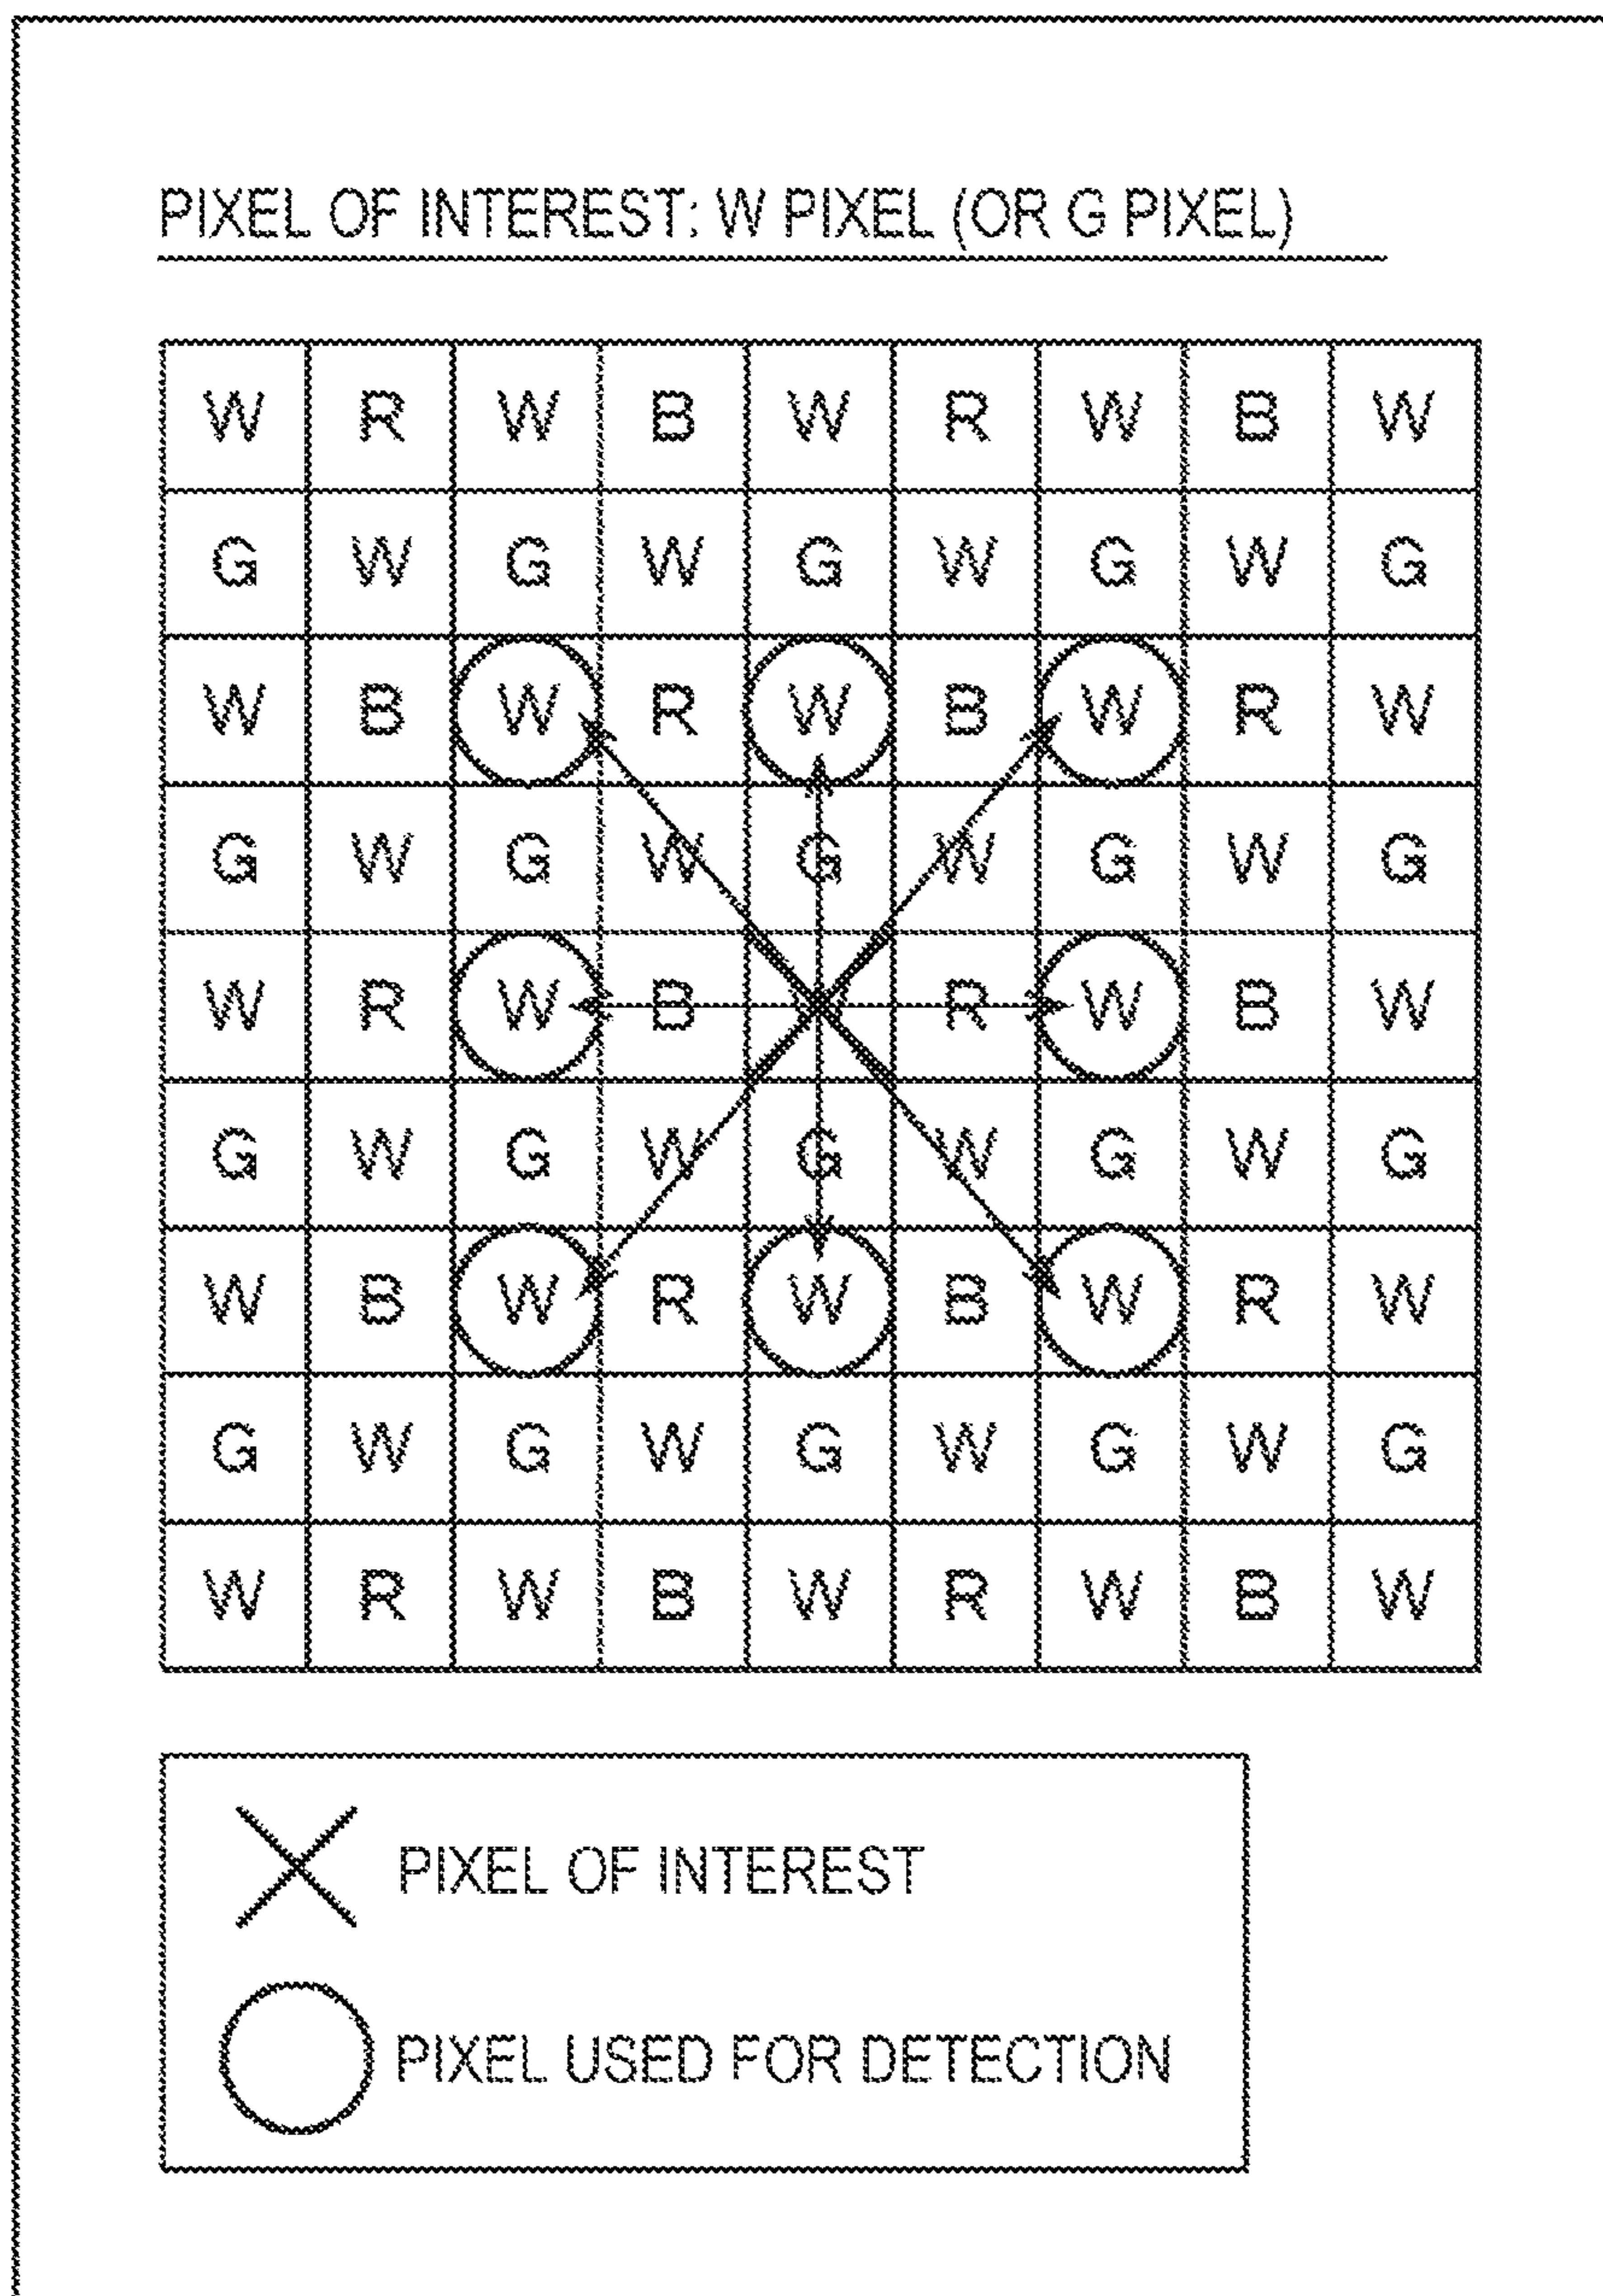 PIXEL OF INTEREST: W PIXEL (OR G PIXEL)
W R W B W R W B W
G W G W G W G W G
W B W R W B W R W
G W G W G W G W G
W R W B R W B W
G W G W G W G W G
W B W R W B W R W
G W G W G W G W G
W R W B W R W B W
PIXEL OF INTEREST
PIXEL USED FOR DETECTION